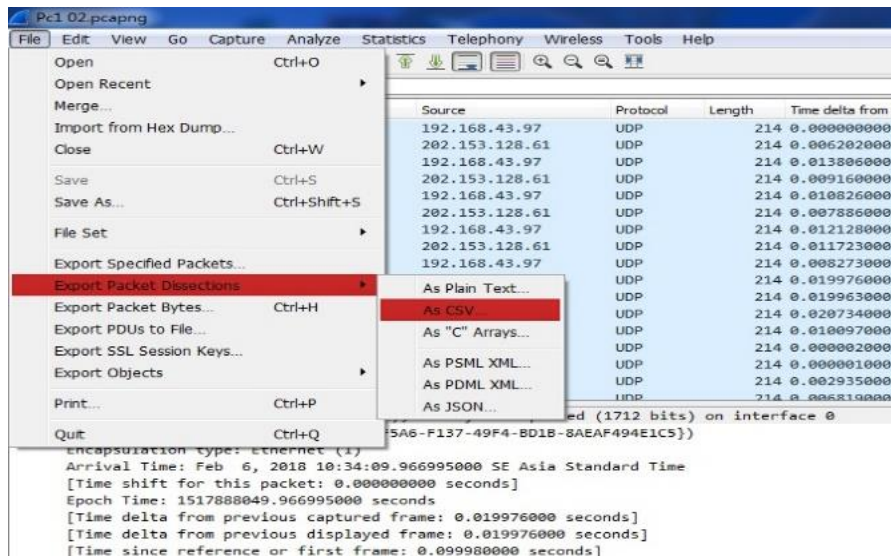 Pc1 02.pcapng
File Edit View Go Capture Analyze Statistics Telephony Wireless Tools Help
Open Ctrl+O
Open Recent
Merge...
Import from Hex Dump...
Close Ctrl+W
Save Ctrl+S
Save As... Ctrl+Shift+S
File Set
Export Specified Packets...
Export Packet Dissections
Export Packet Bytes... Ctrl+H
Export PDUs to File...
Export SSL Session Keys...
Export Objects
Print... Ctrl+P
Quit Ctrl+Q
As Plain Text...
As CSV...
As "C" Arrays...
As PSML XML...
As PDML XML...
As JSON...
Source Protocol Length Time delta from
192.168.43.97 UDP 214 0.000000000
202.153.128.61 UDP 214 0.006202000
192.168.43.97 UDP 214 0.013806000
202.153.128.61 UDP 214 0.009160000
192.168.43.97 UDP 214 0.010826000
202.153.128.61 UDP 214 0.007886000
192.168.43.97 UDP 214 0.012128000
202.153.128.61 UDP 214 0.011723000
192.168.43.97 UDP 214 0.008273000
UDP 214 0.019976000
UDP 214 0.019963000
UDP 214 0.020734000
UDP 214 0.010097000
UDP 214 0.000002000
UDP 214 0.000001000
UDP 214 0.002935000
UDP 214 0.006819000
ed (1712 bits) on interface 0
5A6-F137-49F4-BD1B-8AEAF494E1C5})
Encapsulation type: Ethernet (1)
Arrival Time: Feb 6, 2018 10:34:09.966995000 SE Asia Standard Time
[Time shift for this packet: 0.000000000 seconds]
Epoch Time: 1517888049.966995000 seconds
[Time delta from previous captured frame: 0.019976000 seconds]
[Time delta from previous displayed frame: 0.019976000 seconds]
[Time since reference or first frame: 0.099980000 seconds]